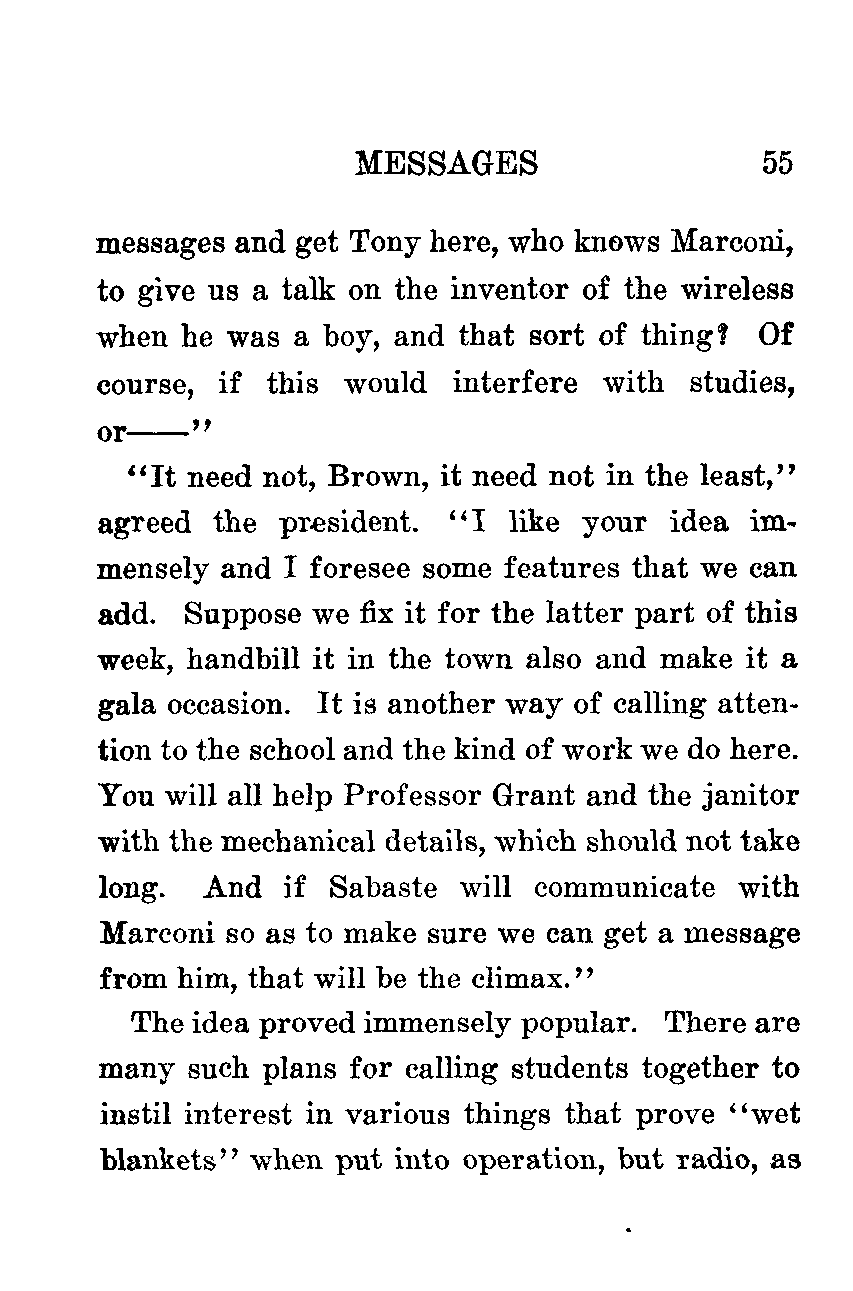 MESSAGES 55
messages and get Tony here, who knows Marconi,
to give us a talk on the inventor of the wireless
when he was a boy, and that sort of thing? Of
course, if this would interfere with studies,
or——"
"It need not, Brown, it need not in the least,"
agreed the president. "I like your idea im-
mensely and I foresee some features that we can
add. Suppose we fix it for the latter part of this
week, handbill it in the town also and make it a
gala occasion. It is another way of calling atten-
tion to the school and the kind of work we do here.
You will all help Professor Grant and the janitor
with the mechanical details, which should not take
long. And if Sabaste will communicate with
Marconi so as to make sure we can get a message
from him, that will be the climax."
The idea proved immensely popular. There are
many such plans for calling students together to
instil interest in various things that prove "wet
blankets" when put into operation, but radio, as